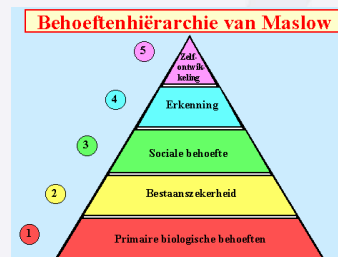 Behoeftenhiërarchie van Maslow
5
Zelf-
ontwik-
keling
4
Erkenning
3
Sociale behoefte
2
Bestaanszekerheid
1
Primaire biologische behoeften